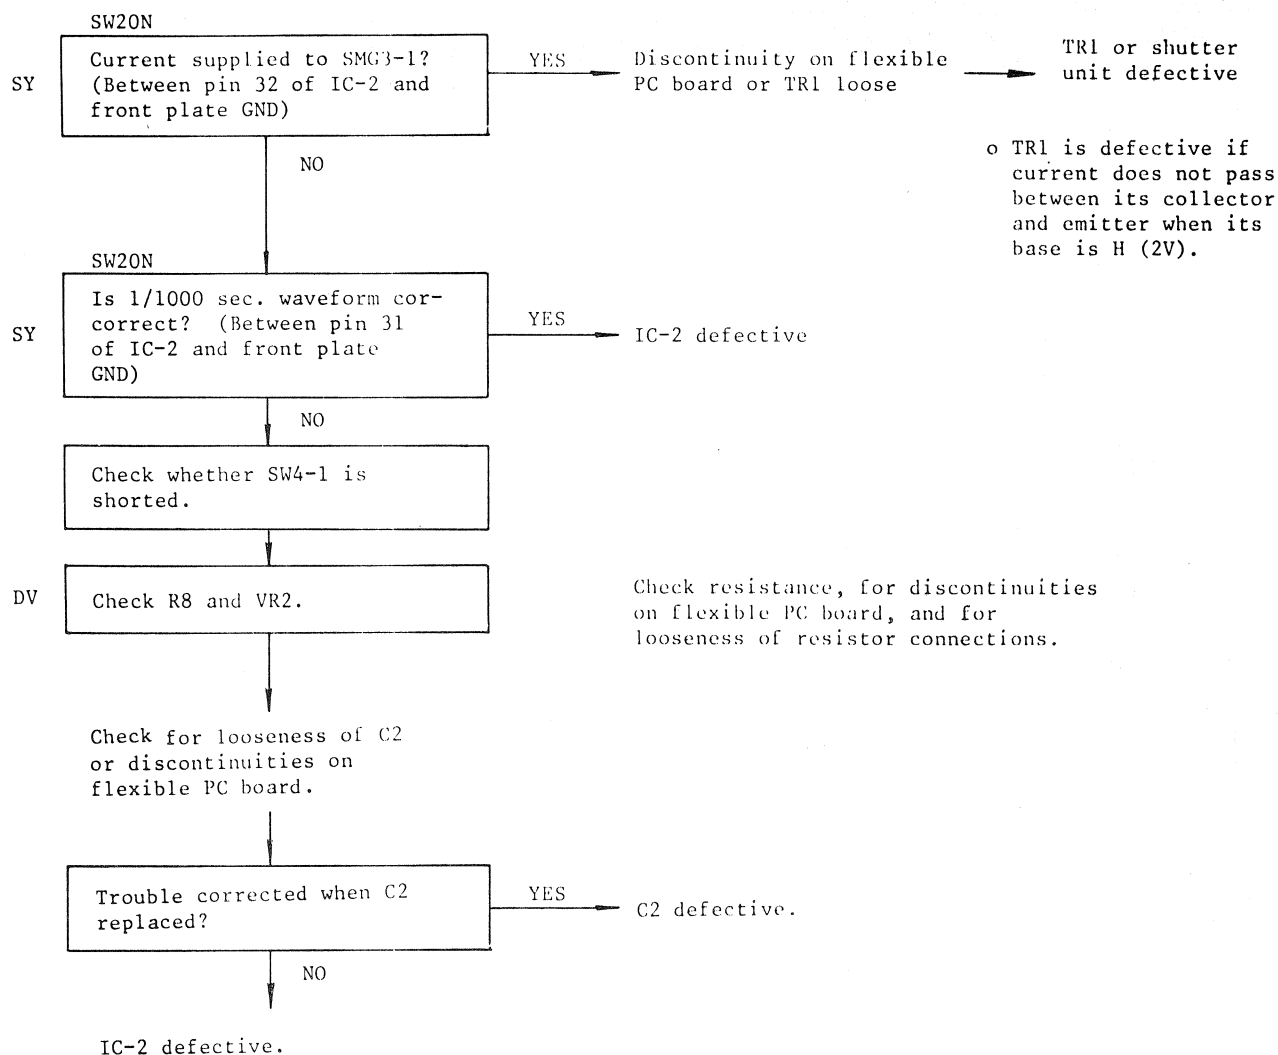 SW2ON
SY
Current supplied to SMG3-1?
(Between pin 32 of IC-2 and
front plate GND)
YES
Discontinuity on flexible
PC board or TR1 loose
TR1 or shutter
unit defective
NO
o TR1 is defective if
current does not pass
between its collector
and emitter when its
base is H (2V).
SW2ON
SY
Is 1/1000 sec. waveform cor-
correct? (Between pin 31
of IC-2 and front plate
GND)
YES
IC-2 defective
NO
Check whether SW4-1 is
shorted.
DV
Check R8 and VR2.
Check resistance, for discontinuities
on flexible PC board, and for
looseness of resistor connections.
Check for looseness of C2
or discontinuities on
flexible PC board.
Trouble corrected when C2
replaced?
YES
C2 defective.
NO
IC-2 defective.